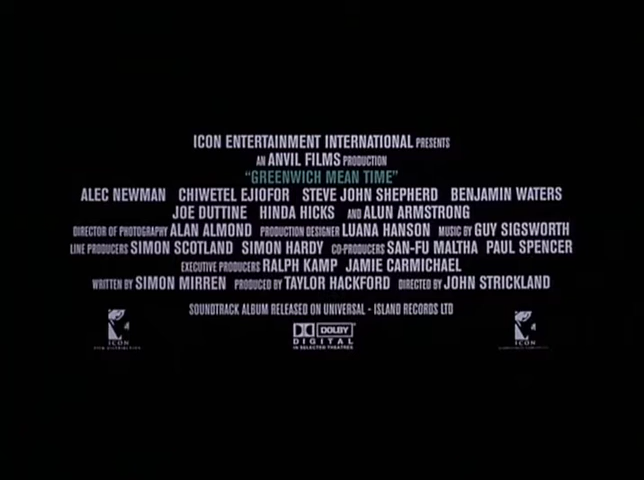 ICON ENTERTAINMENT INTERNATIONAL PRESENTS
AN ANVIL FILMS PRODUCTION
"GREENWICH MEAN TIME"
ALEC NEWMAN CHIWETEL EJIOFOR STEVE JOHN SHEPHERD BENJAMIN WATERS
JOE DUTTINE HINDA HICKS AND ALUN ARMSTRONG
DIRECTOR OF PHOTOGRAPHY ALAN ALMOND PRODUCTION DESIGNER LUANA HANSON MUSIC BY GUY SIGSWORTH
LINE PRODUCERS SIMON SCOTLAND SIMON HARDY CO-PRODUCERS SAN-FU MALTHA PAUL SPENCER
EXECUTIVE PRODUCERS RALPH KAMP JAMIE CARMICHAEL
WRITTEN BY SIMON MIRREN PRODUCED BY TAYLOR HACKFORD DIRECTED BY JOHN STRICKLAND
SOUNDTRACK ALBUM RELEASED ON UNIVERSAL - ISLAND RECORDS LTD
ICON
DOLBY
DIGITAL
IN SELECTED THEATRES
ICON